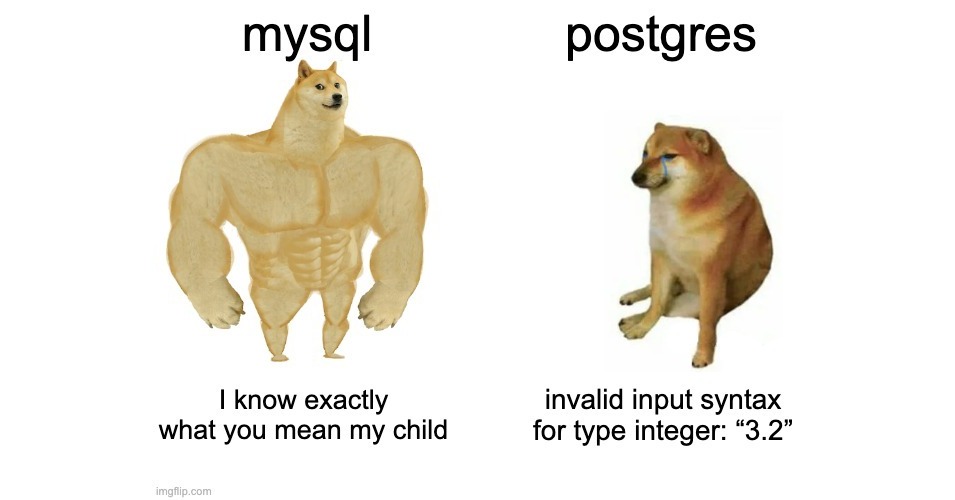 mysql
postgres
I know exactly
what you mean my child
invalid input syntax
for type integer: “3.2”
imgflip.com